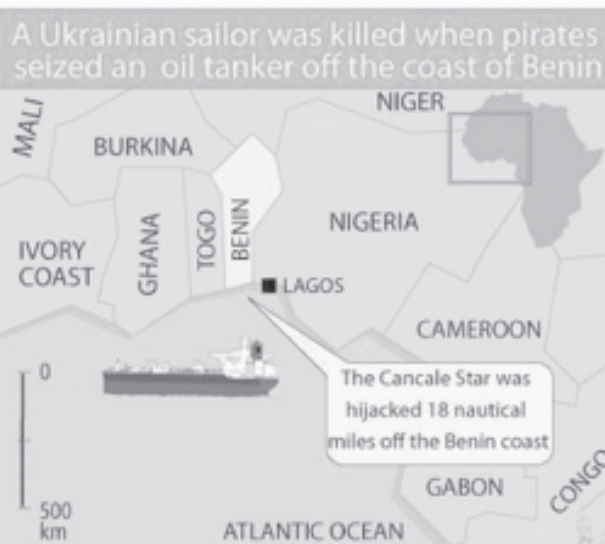 A Ukrainian sailor was killed when pirates
seized an oil tanker off the coast of Benin
NIGER
MALI
BURKINA
NIGERIA
BENIN
TOGO
GHANA
IVORY
COAST
LAGOS
CAMEROON
0
The Cancale Star was
hijacked 18 nautical
miles off the Benin coast
GABON
CONGO
500
km
ATLANTIC OCEAN